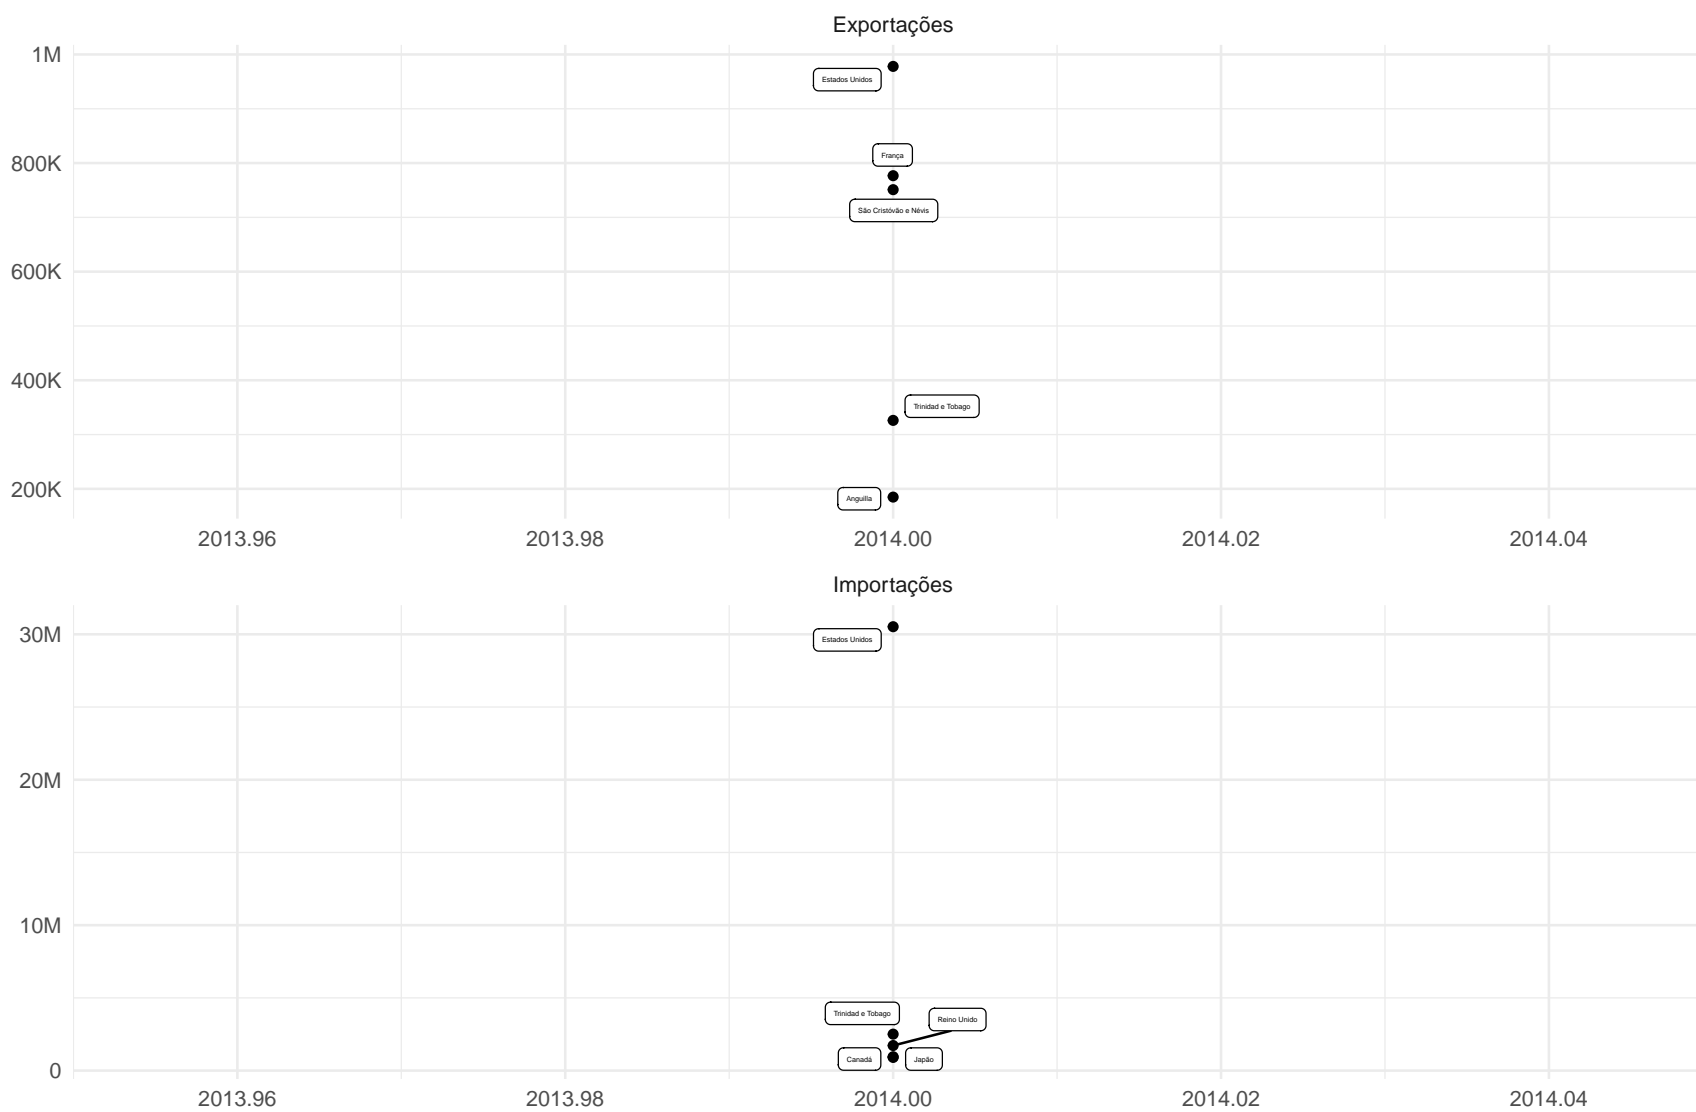 Exportações
1M
Estados Unidos
França
800K
São Cristóvão e Névis
600K
Trinidad e Tobago
400K
Anguilla
200K
2013.96 2013.98 2014.00 2014.02 2014.04
Importações
30M
Estados Unidos
20M
10M
Trinidad e Tobago
Reino Unido
Canadá
Japão
0
2013.96 2013.98 2014.00 2014.02 2014.04